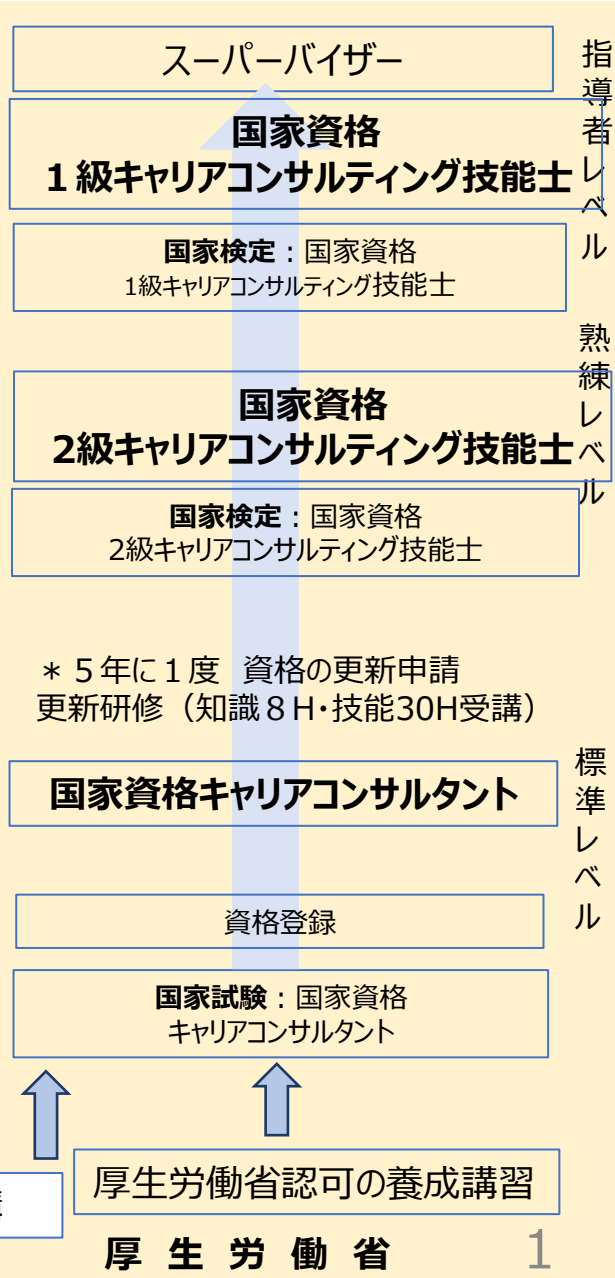 スーパーバイザー
指導者レベル
国家資格
１級キャリアコンサルティング技能士
国家検定：国家資格
1級キャリアコンサルティング技能士
熟練レベル
国家資格
2級キャリアコンサルティング技能士
国家検定：国家資格
2級キャリアコンサルティング技能士
＊５年に１度 資格の更新申請
更新研修（知識８H・技能30H受講）
標準レベル
国家資格キャリアコンサルタント
資格登録
国家試験：国家資格
キャリアコンサルタント
厚生労働省認可の養成講習
厚 生 労 働 省
1